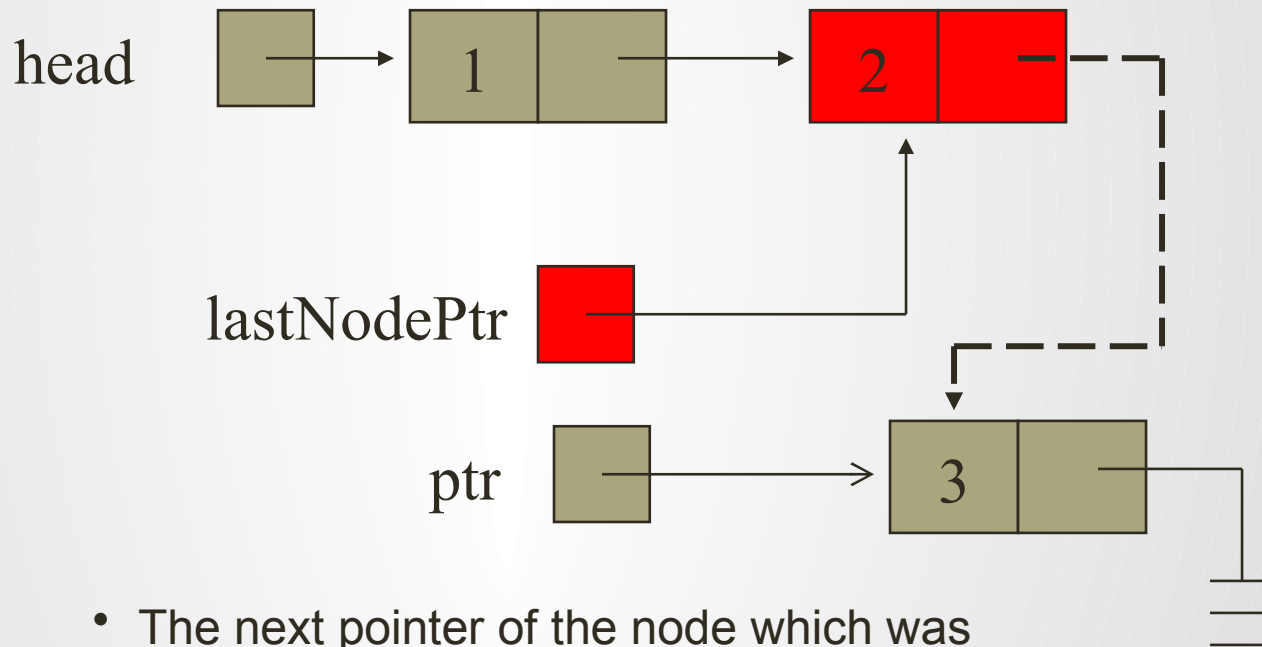 head
1
2
lastNodePtr
ptr
3
• The next pointer of the node which was